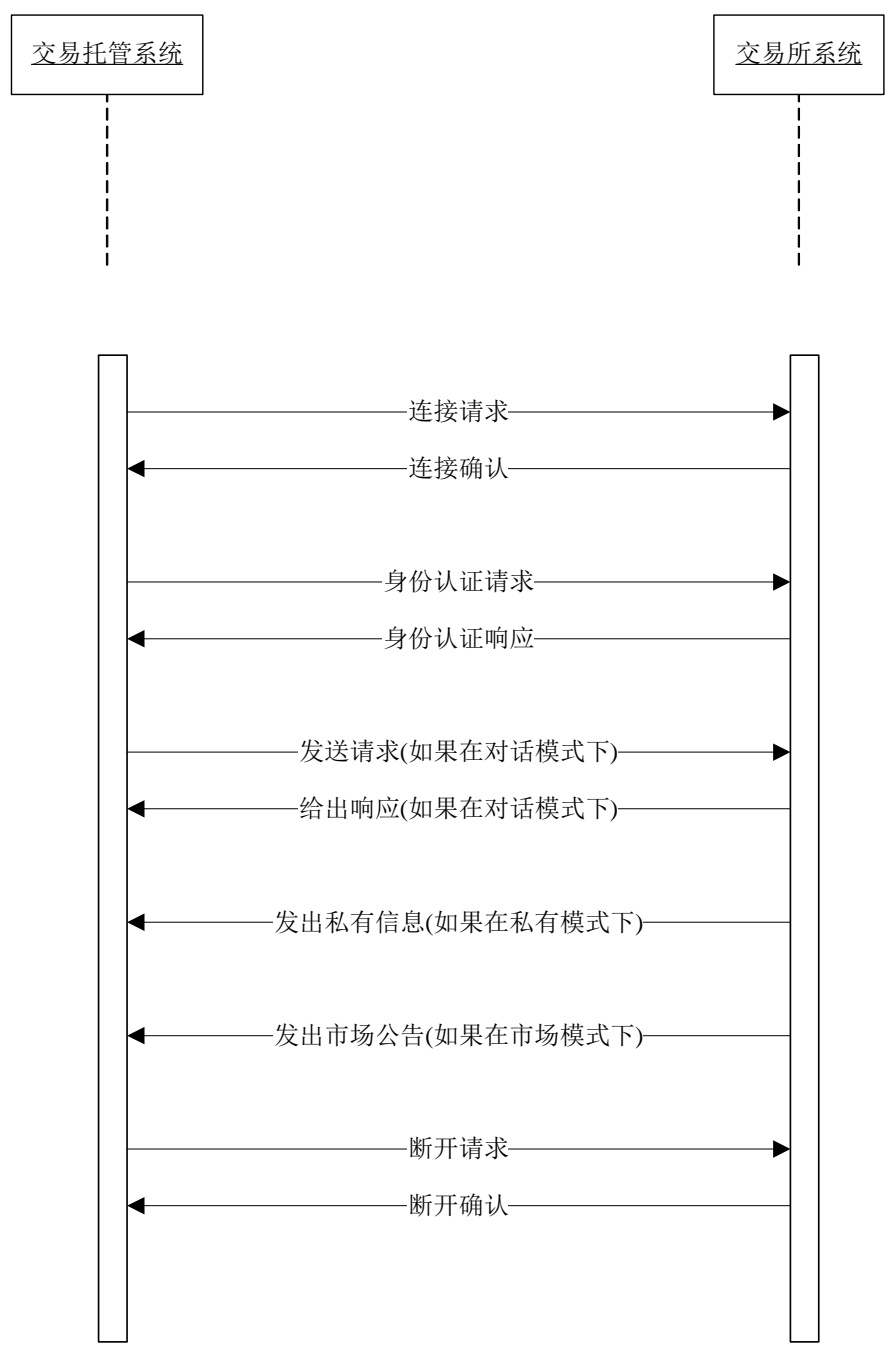 交易托管系统
交易所系统
连接请求
连接确认
身份认证请求
身份认证响应
发送请求(如果在对话模式下)
给出响应(如果在对话模式下)
发出私有信息(如果在私有模式下)
发出市场公告(如果在市场模式下)
断开请求
断开确认